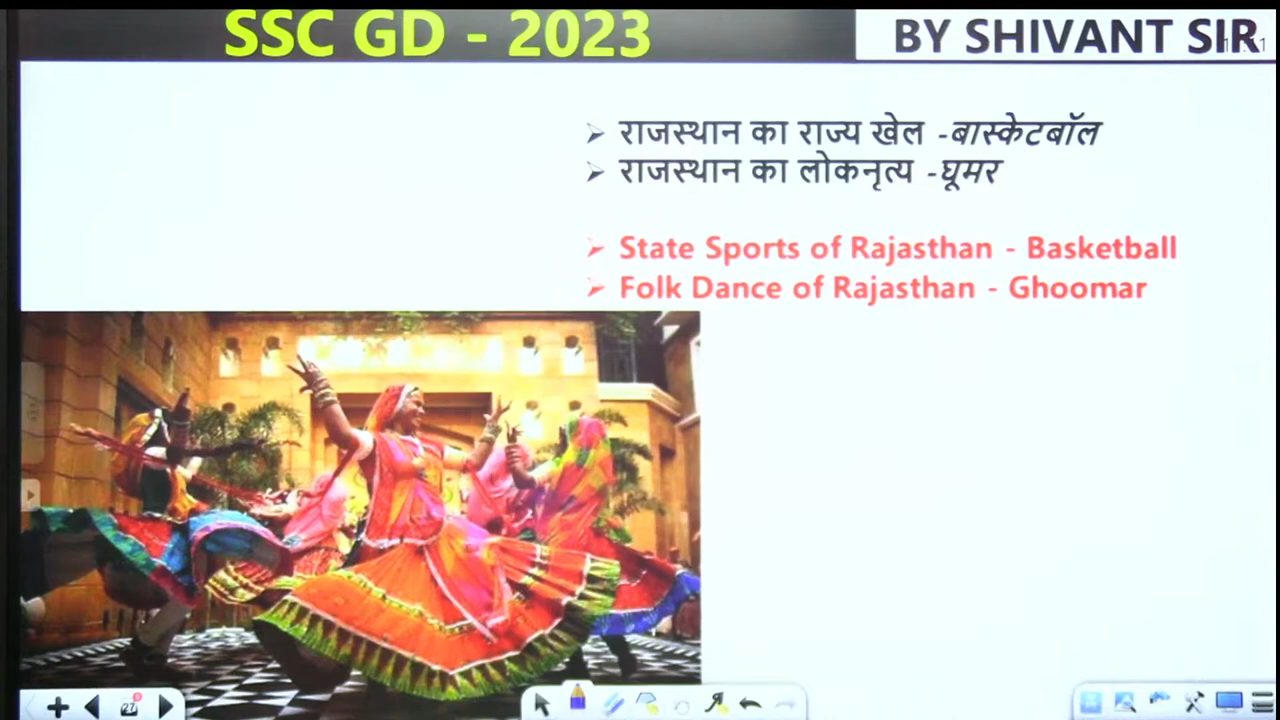 SSC GD - 2023
BY SHIVANT SIR
राजस्थान का राज्य खेल -बास्केटबॉल
राजस्थान का लोकनृत्य -घूमर
State Sports of Rajasthan - Basketball
Folk Dance of Rajasthan - Ghoomar
27